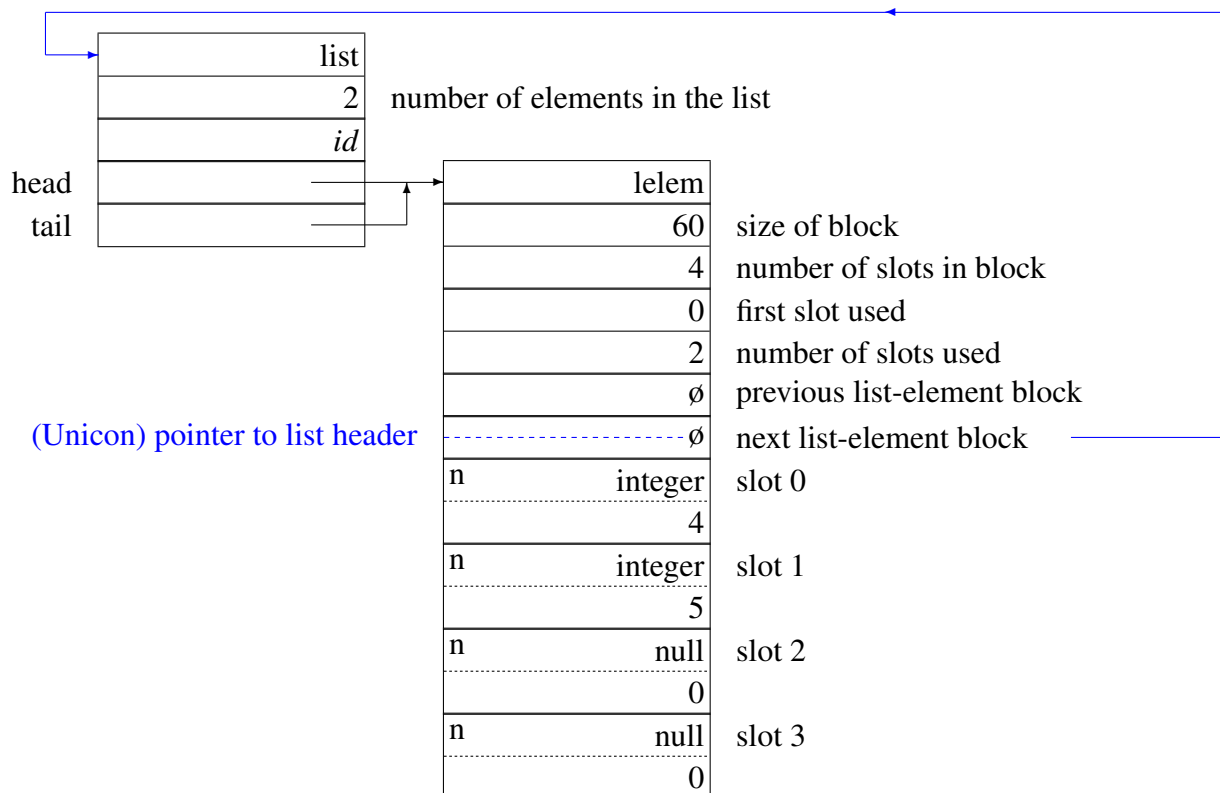 list
2 number of elements in the list
id
head lelem
tail 60 size of block
4 number of slots in block
0 first slot used
2 number of slots used
ø previous list-element block
(Unicon) pointer to list header ø next list-element block
n integer slot 0
4
n integer slot 1
5
n null slot 2
0
n null slot 3
0